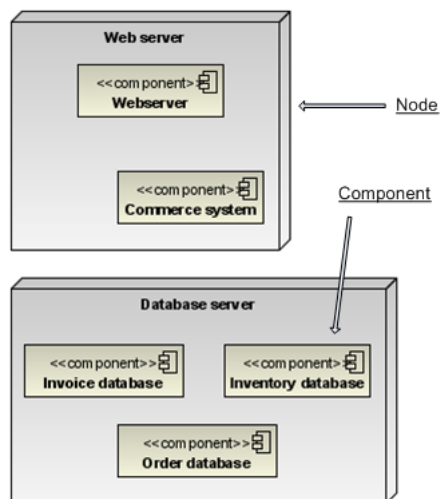 Web server
<<component>>
Webserver
Node
<<component>>
Commerce system
Component
Database server
<<component>>
Invoice database
<<component>>
Inventory database
<<component>>
Order database